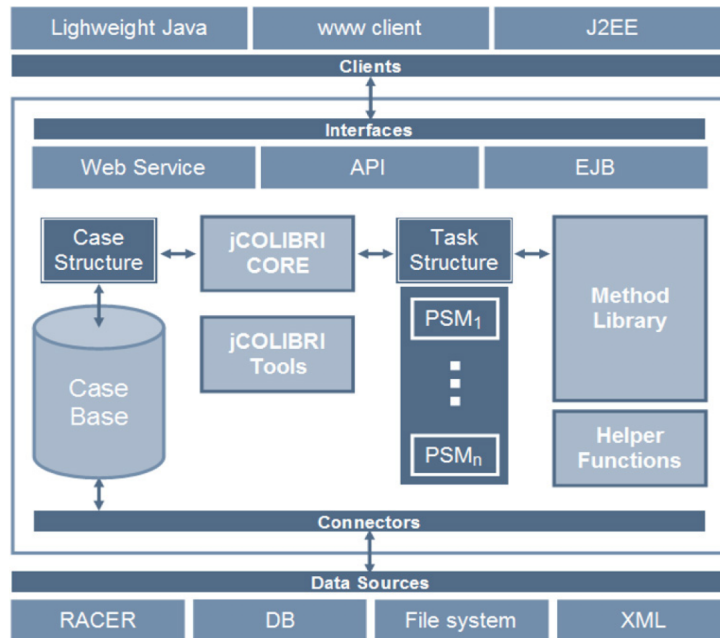 Lighweight Java
www client
J2EE
Clients
Interfaces
Web Service
API
EJB
Case
Structure
jCOLIBRI
CORE
Task
Structure
Method
Library
PSM1
jCOLIBRI
Tools
Case
Base
PSMn
Helper
Functions
Connectors
Data Sources
RACER
DB
File system
XML